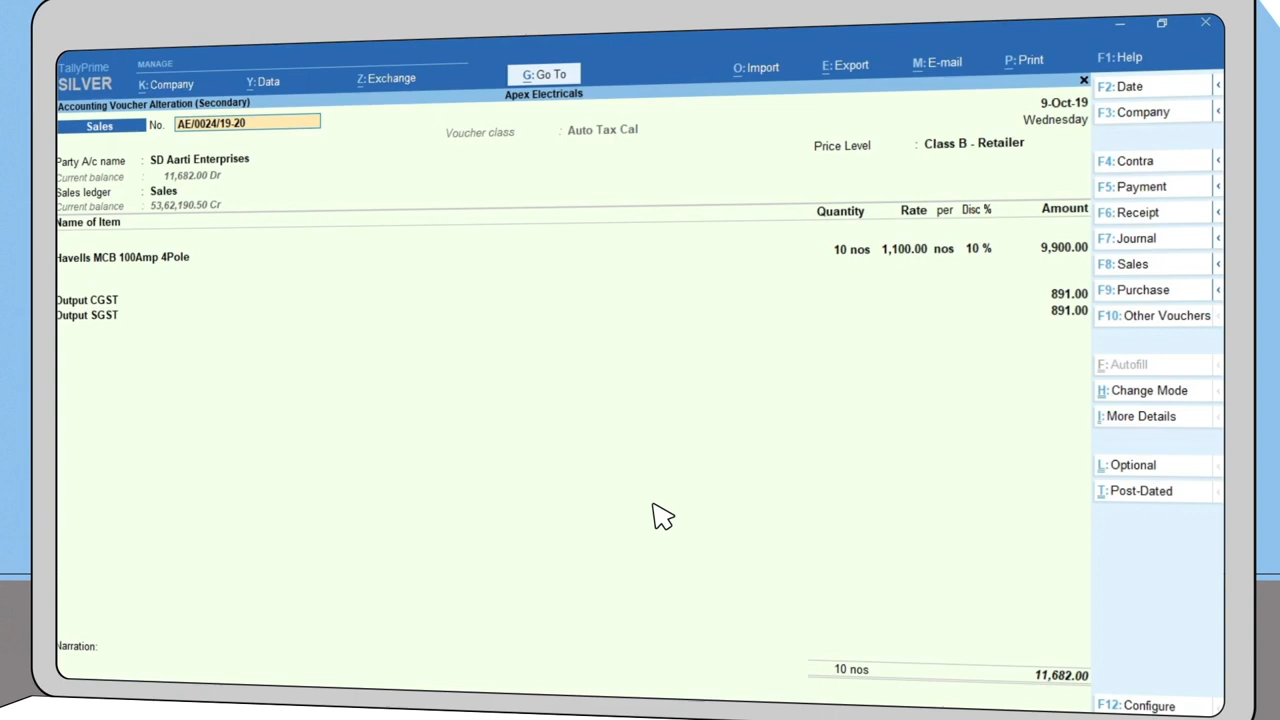 TallyPrime
SILVER
MANAGE
K: Company
Y: Data
Z: Exchange
G: Go To
O: Import
E: Export
M: E-mail
P: Print
F1: Help
Accounting Voucher Alteration (Secondary)
Apex Electricals
Sales No. AE/0024/19-20
9-Oct-19
Wednesday
Voucher class : Auto Tax Cal
Price Level : Class B - Retailer
Party A/c name : SD Aarti Enterprises
Current balance : 11,682.00 Dr
Sales ledger : Sales
Current balance : 53,62,190.50 Cr
Name of Item Quantity Rate per Disc % Amount
Havells MCB 100Amp 4Pole 10 nos 1,100.00 nos 10 % 9,900.00
Output CGST 891.00
Output SGST 891.00
Narration:
10 nos 11,682.00
F2: Date
F3: Company
F4: Contra
F5: Payment
F6: Receipt
F7: Journal
F8: Sales
F9: Purchase
F10: Other Vouchers
F: Autofill
H: Change Mode
I: More Details
L: Optional
T: Post-Dated
F12: Configure